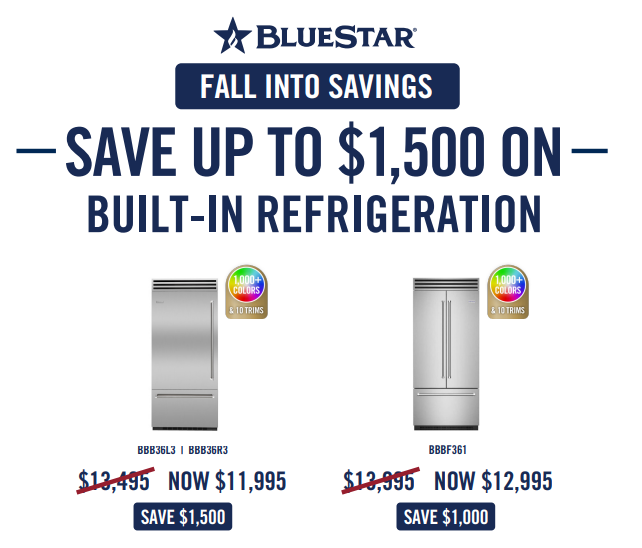 BLUESTAR®
FALL INTO SAVINGS
SAVE UP TO $1,500 ON
BUILT-IN REFRIGERATION
1,000+
COLORS
& 10 TRIMS
1,000+
COLORS
& 10 TRIMS
BBB36L3 | BBB36R3
BBBF361
$13,495 NOW $11,995
$13,995 NOW $12,995
SAVE $1,500
SAVE $1,000